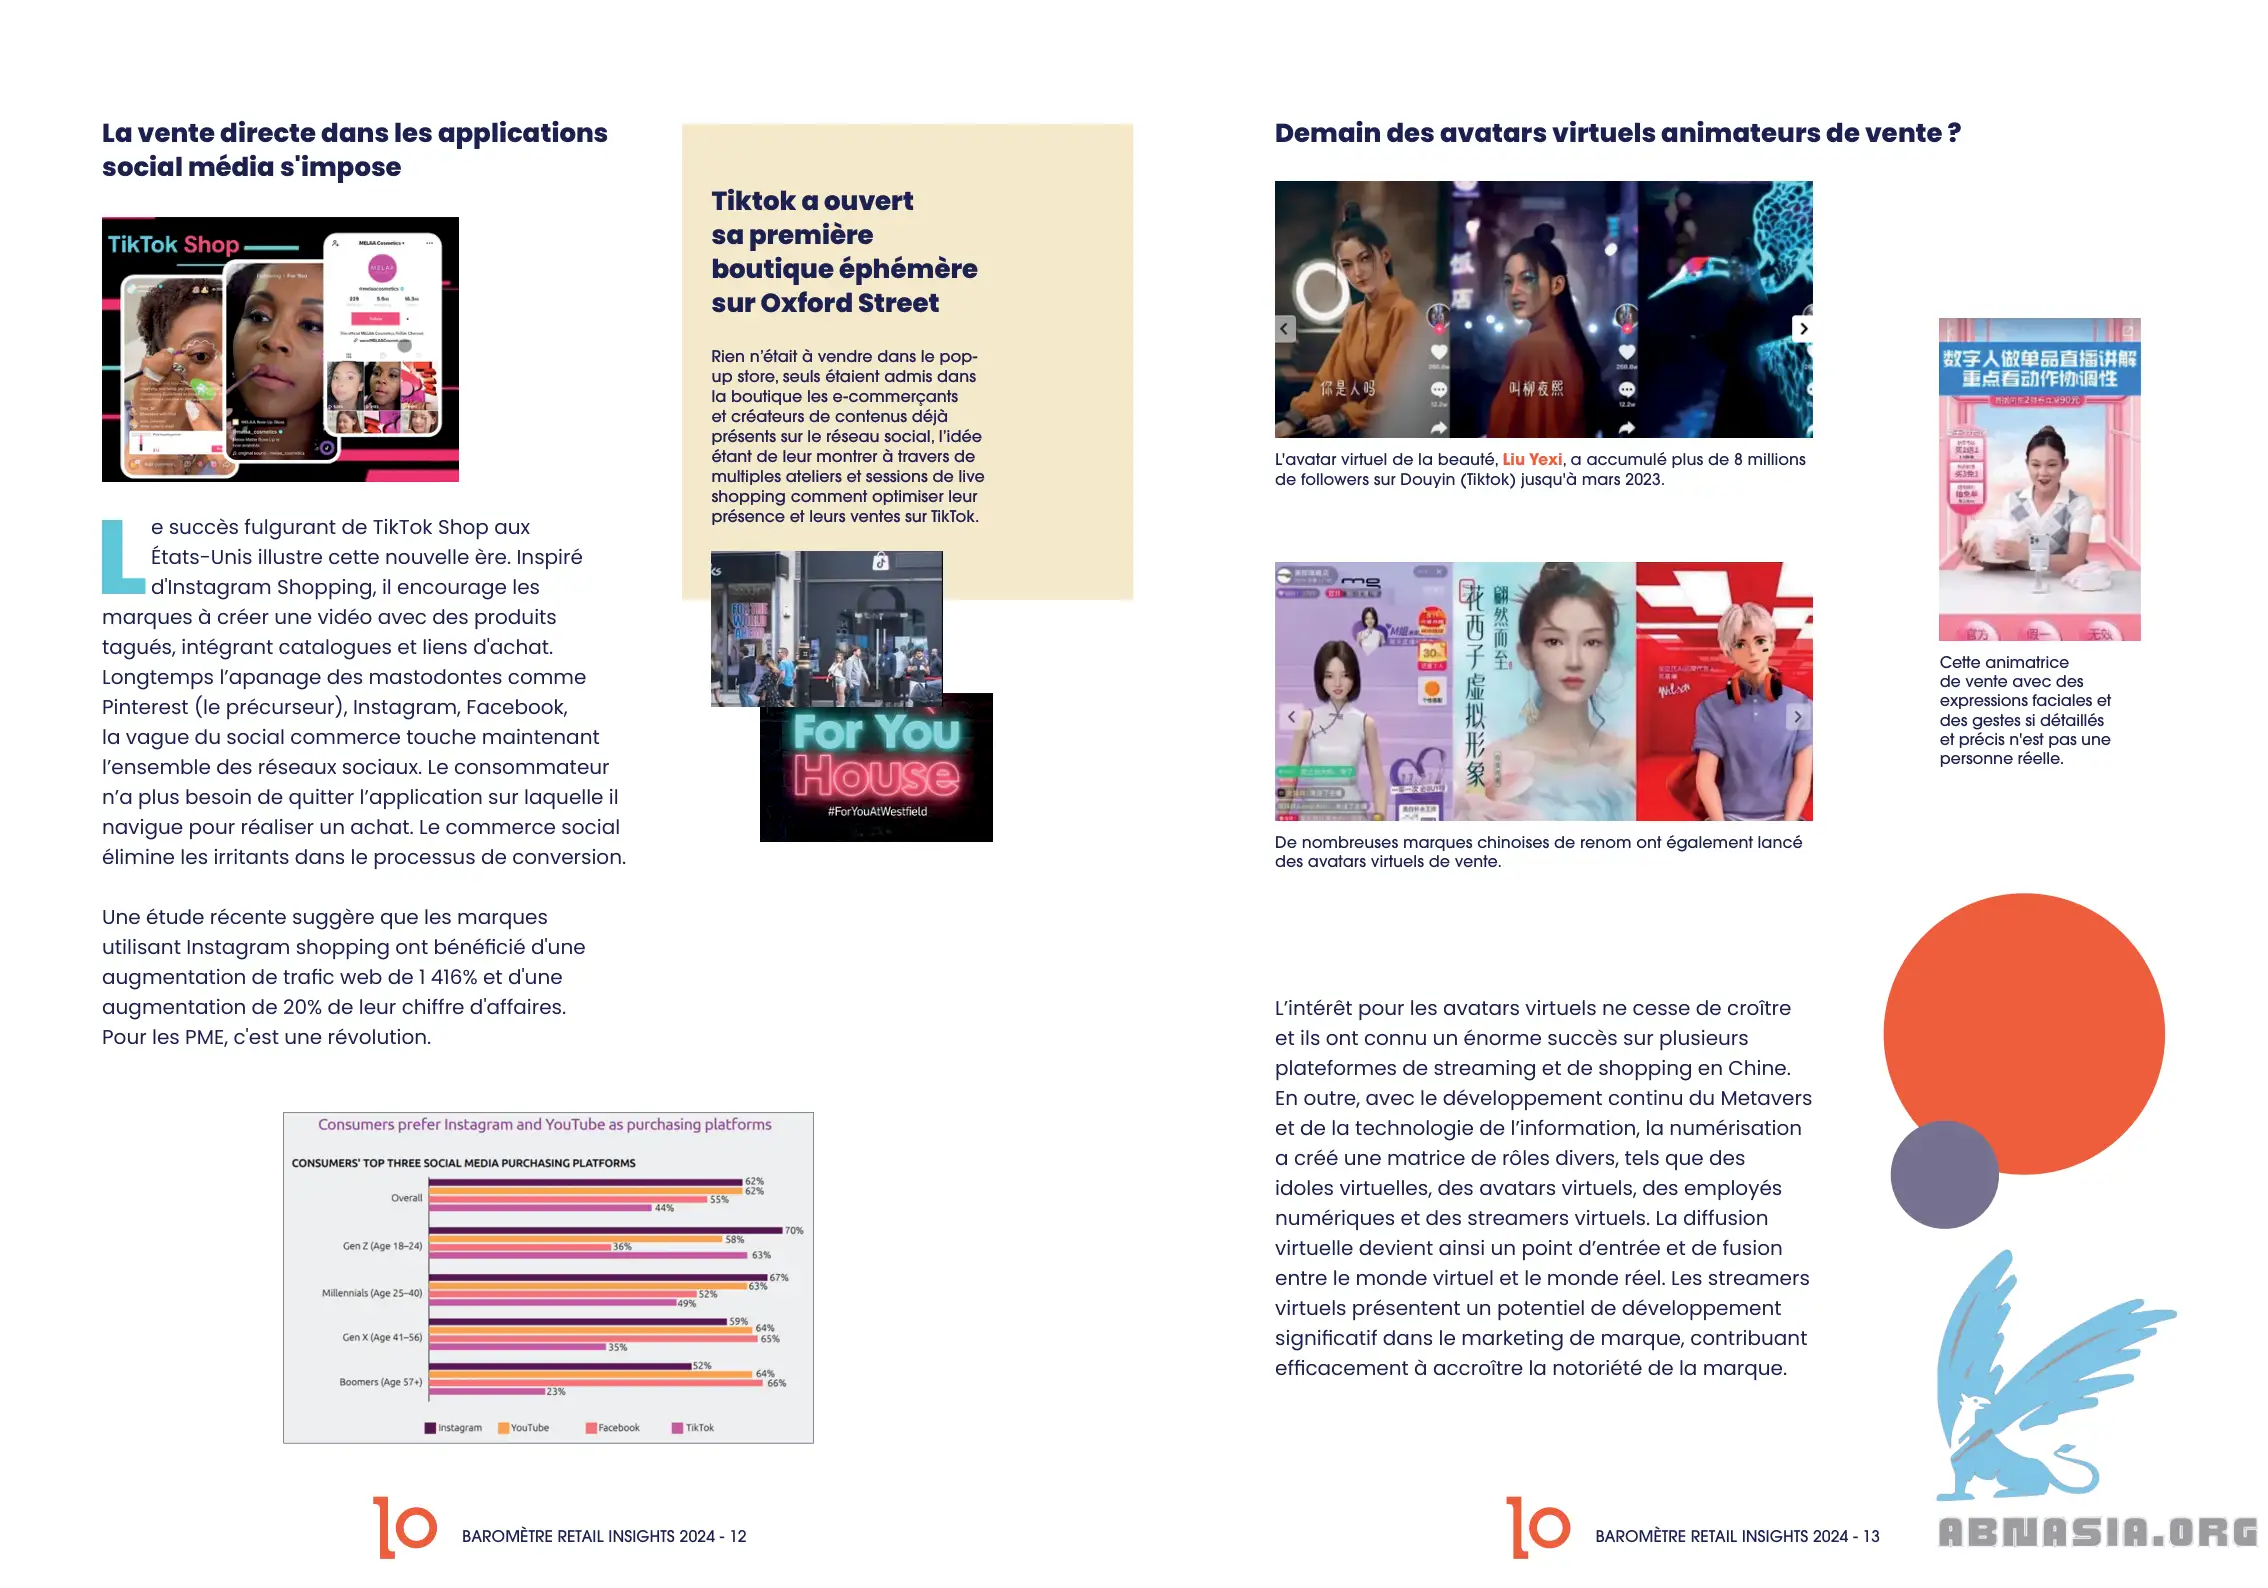 La vente directe dans les applications
social média s'impose
TikTok Shop
MELAA Cosmetics
Le succès fulgurant de TikTok Shop aux
États-Unis illustre cette nouvelle ère. Inspiré
d'Instagram Shopping, il encourage les
marques à créer une vidéo avec des produits
tagués, intégrant catalogues et liens d'achat.
Longtemps l’apanage des mastodontes comme
Pinterest (le précurseur), Instagram, Facebook,
la vague du social commerce touche maintenant
l’ensemble des réseaux sociaux. Le consommateur
n’a plus besoin de quitter l’application sur laquelle il
navigue pour réaliser un achat. Le commerce social
élimine les irritants dans le processus de conversion.
Une étude récente suggère que les marques
utilisant Instagram shopping ont bénéficié d'une
augmentation de trafic web de 1 416% et d'une
augmentation de 20% de leur chiffre d'affaires.
Pour les PME, c'est une révolution.
Consumers prefer Instagram and YouTube as purchasing platforms
CONSUMERS' TOP THREE SOCIAL MEDIA PURCHASING PLATFORMS
Overall
62%
62%
55%
44%
Gen Z (Age 18–24)
70%
58%
36%
63%
Millennials (Age 25–40)
67%
63%
52%
49%
Gen X (Age 41–56)
59%
64%
65%
35%
Boomers (Age 57+)
52%
64%
66%
23%
Instagram YouTube Facebook TikTok
Tiktok a ouvert
sa première
boutique éphémère
sur Oxford Street
Rien n’était à vendre dans le pop-
up store, seuls étaient admis dans
la boutique les e-commerçants
et créateurs de contenus déjà
présents sur le réseau social, l’idée
étant de leur montrer à travers de
multiples ateliers et sessions de live
shopping comment optimiser leur
présence et leurs ventes sur TikTok.
For You
House
#ForYouAtWestfield
BAROMÈTRE RETAIL INSIGHTS 2024 - 12
Demain des avatars virtuels animateurs de vente ?
你是人吗
叫柳夜熙
L'avatar virtuel de la beauté, Liu Yexi, a accumulé plus de 8 millions
de followers sur Douyin (Tiktok) jusqu'à mars 2023.
翩然而至
花西子虚拟形象
De nombreuses marques chinoises de renom ont également lancé
des avatars virtuels de vente.
数字人做单品直播讲解
重点看动作协调性
Cette animatrice
de vente avec des
expressions faciales et
des gestes si détaillés
et précis n'est pas une
personne réelle.
L’intérêt pour les avatars virtuels ne cesse de croître
et ils ont connu un énorme succès sur plusieurs
plateformes de streaming et de shopping en Chine.
En outre, avec le développement continu du Metavers
et de la technologie de l’information, la numérisation
a créé une matrice de rôles divers, tels que des
idoles virtuelles, des avatars virtuels, des employés
numériques et des streamers virtuels. La diffusion
virtuelle devient ainsi un point d’entrée et de fusion
entre le monde virtuel et le monde réel. Les streamers
virtuels présentent un potentiel de développement
significatif dans le marketing de marque, contribuant
efficacement à accroître la notoriété de la marque.
BAROMÈTRE RETAIL INSIGHTS 2024 - 13
ABNASIA.ORG